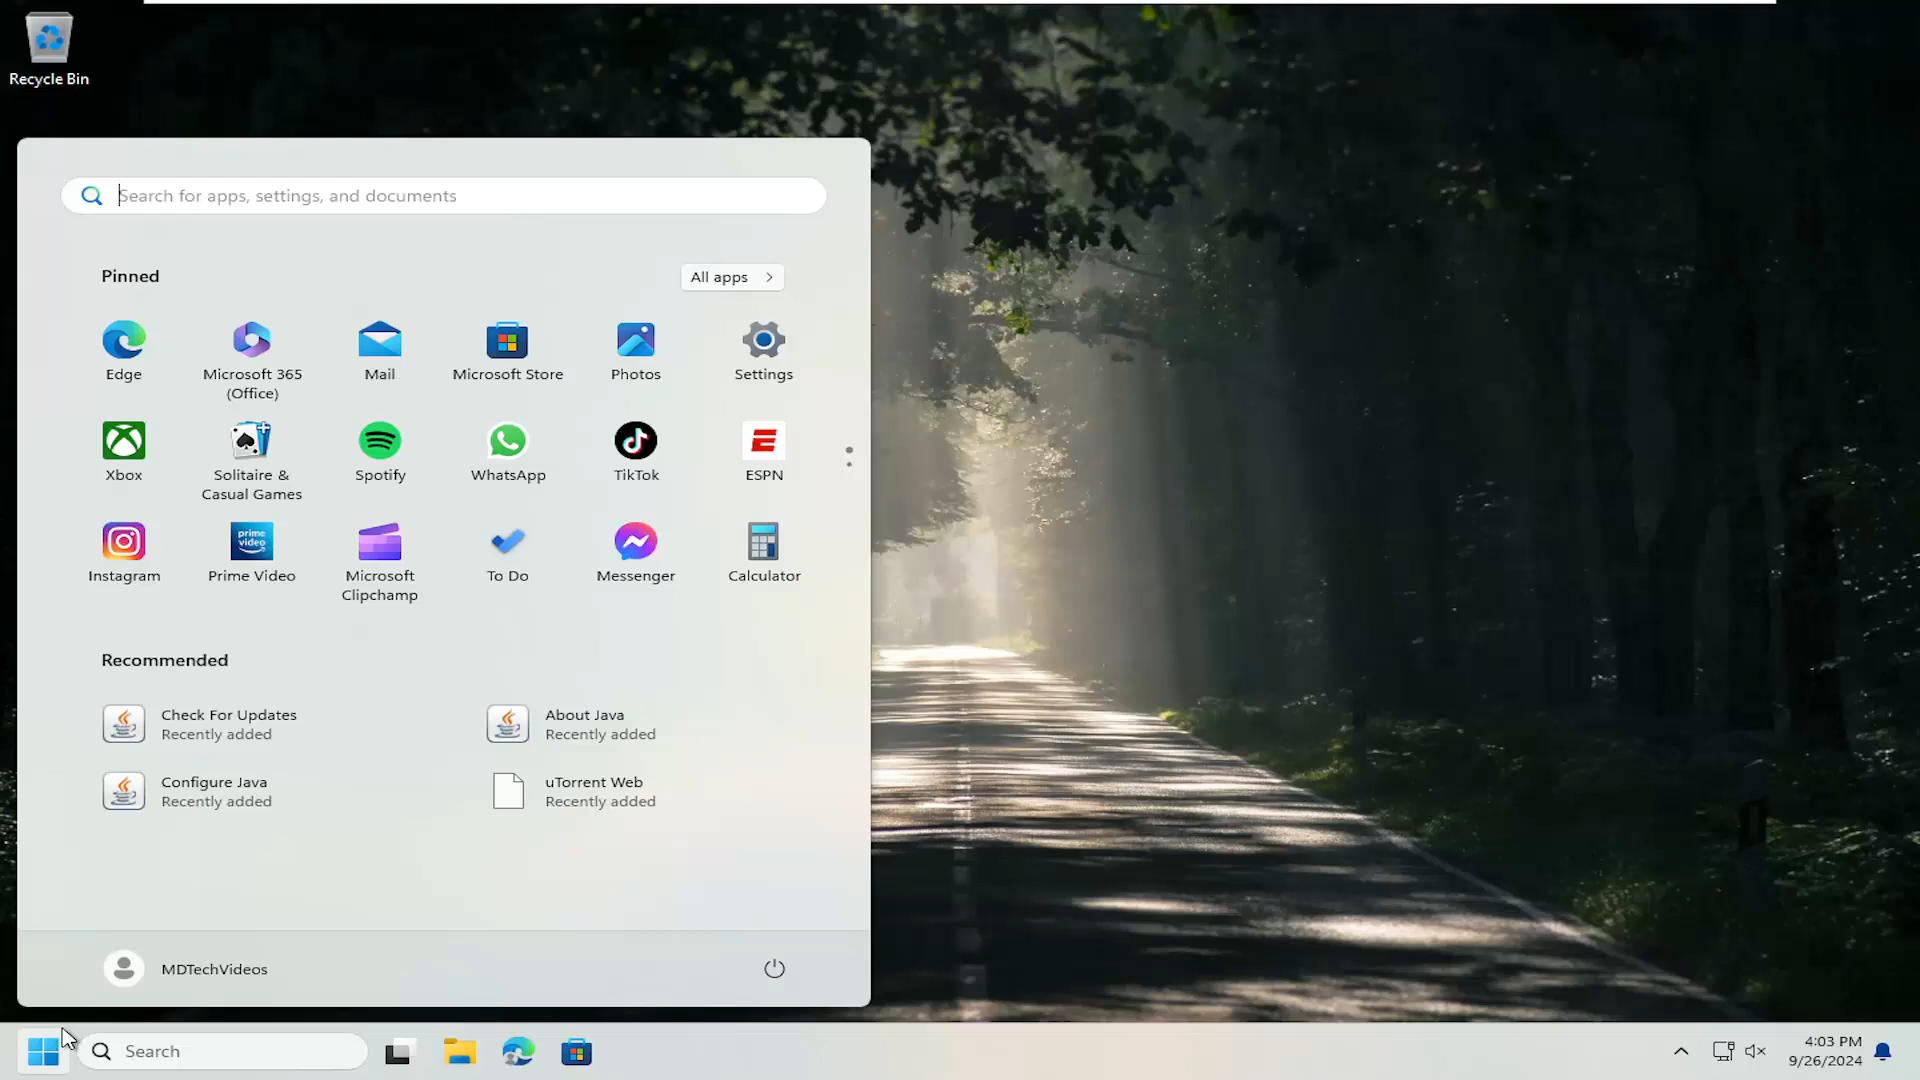 Recycle Bin
Search for apps, settings, and documents
Pinned
All apps
Edge
Microsoft 365
(Office)
Mail
Microsoft Store
Photos
Settings
Xbox
Solitaire &
Casual Games
Spotify
WhatsApp
TikTok
ESPN
prime
video
Instagram
Prime Video
Microsoft
Clipchamp
To Do
Messenger
Calculator
Recommended
Check For Updates
Recently added
About Java
Recently added
Configure Java
Recently added
uTorrent Web
Recently added
MDTechVideos
Search
4:03 PM
9/26/2024